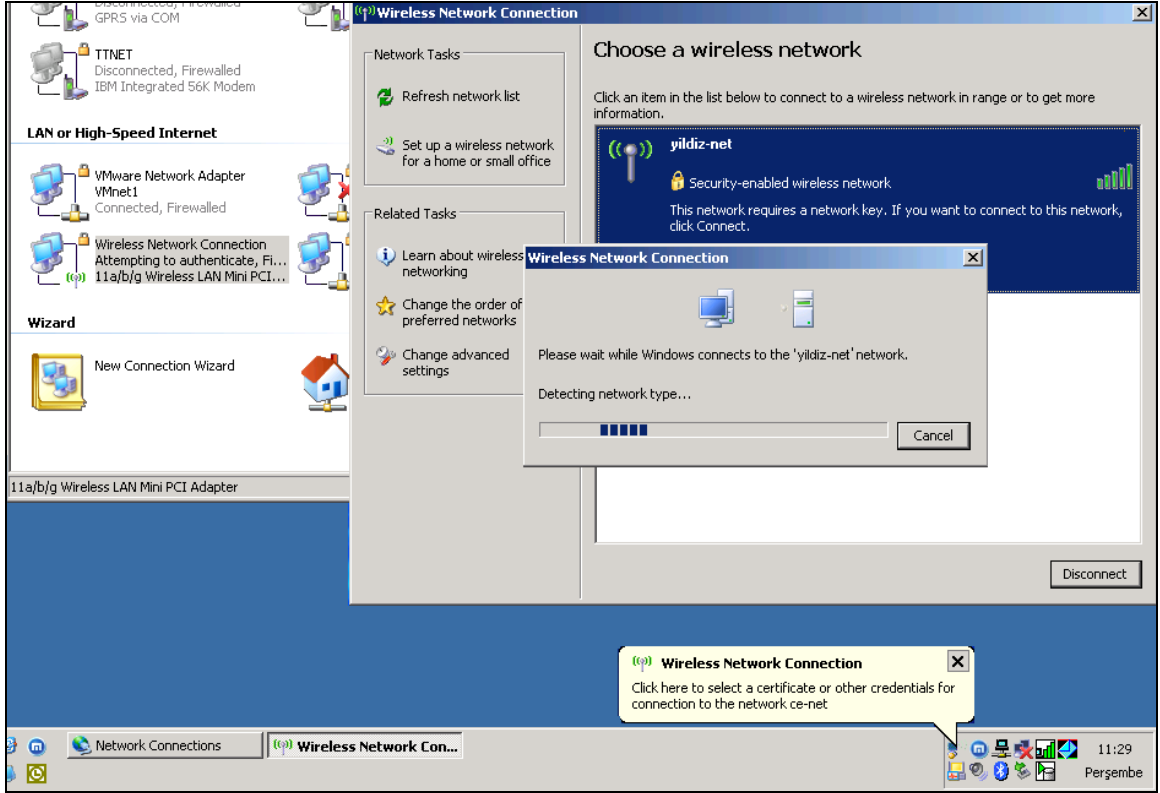 Disconnected, Firewalled
GPRS via COM
TTNET
Disconnected, Firewalled
IBM Integrated 56K Modem
LAN or High-Speed Internet
VMware Network Adapter
VMnet1
Connected, Firewalled
Wireless Network Connection
Attempting to authenticate, Fi...
11a/b/g Wireless LAN Mini PCI...
Wizard
New Connection Wizard
11a/b/g Wireless LAN Mini PCI Adapter
Wireless Network Connection
Network Tasks
Refresh network list
Set up a wireless network
for a home or small office
Related Tasks
Learn about wireless
networking
Change the order of
preferred networks
Change advanced
settings
Choose a wireless network
Click an item in the list below to connect to a wireless network in range or to get more
information.
yildiz-net
Security-enabled wireless network
This network requires a network key. If you want to connect to this network,
click Connect.
Wireless Network Connection
Please wait while Windows connects to the 'yildiz-net' network.
Detecting network type...
Cancel
Disconnect
Wireless Network Connection
Click here to select a certificate or other credentials for
connection to the network ce-net
Network Connections
Wireless Network Con...
11:29
Perşembe